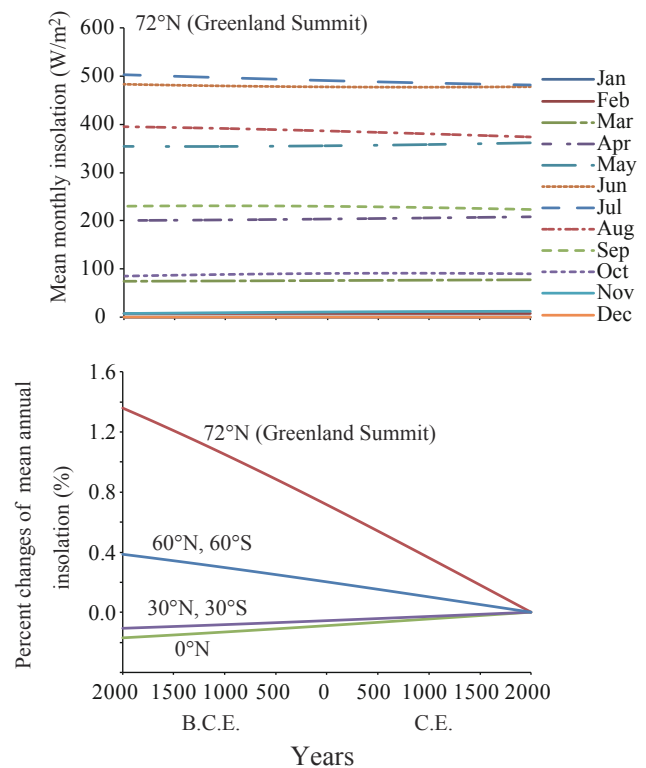 72°N (Greenland Summit)
Mean monthly insolation (W/m²)
600
500
400
300
200
100
0
Jan
Feb
Mar
Apr
May
Jun
Jul
Aug
Sep
Oct
Nov
Dec
Percent changes of mean annual
insolation (%)
1.6
1.2
0.8
0.4
0.0
72°N (Greenland Summit)
60°N, 60°S
30°N, 30°S
0°N
2000 1500 1000 500 0 500 1000 1500 2000
B.C.E. C.E.
Years